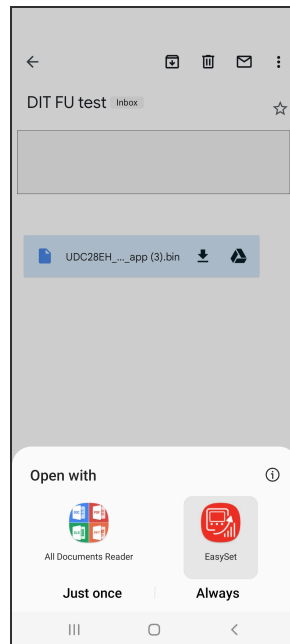 DIT FU test Inbox
UDC28EH_..._app (3).bin
Open with
All Documents Reader
EasySet
Just once
Always